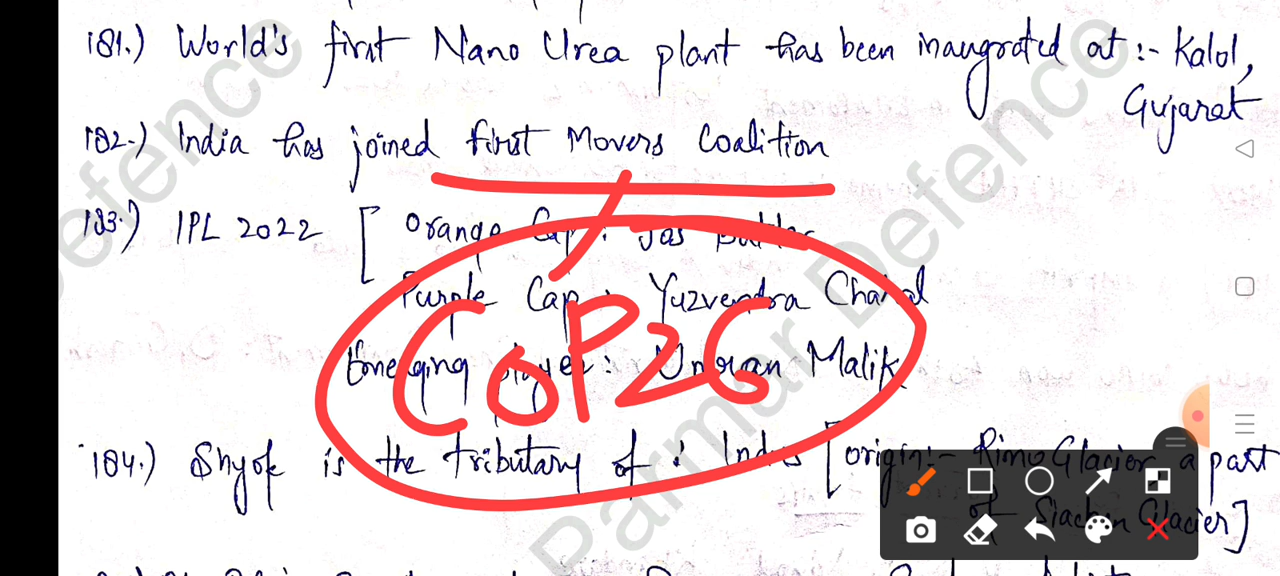 181.) World's first Nano Urea plant has been inaugrated at :- Kalol,
Gujarat
182.) India has joined first Movers Coalition
183.) IPL 2022 [ Orange Cap : Jos Buttler
Purple Cap : Yuzvendra Chahal
Emerging player : Umran Malik
COP26
184.) Shyok is the tributary of : Indus [origin:- Rimo Glacier a part
of Siachen Glacier]
Parmar Defence